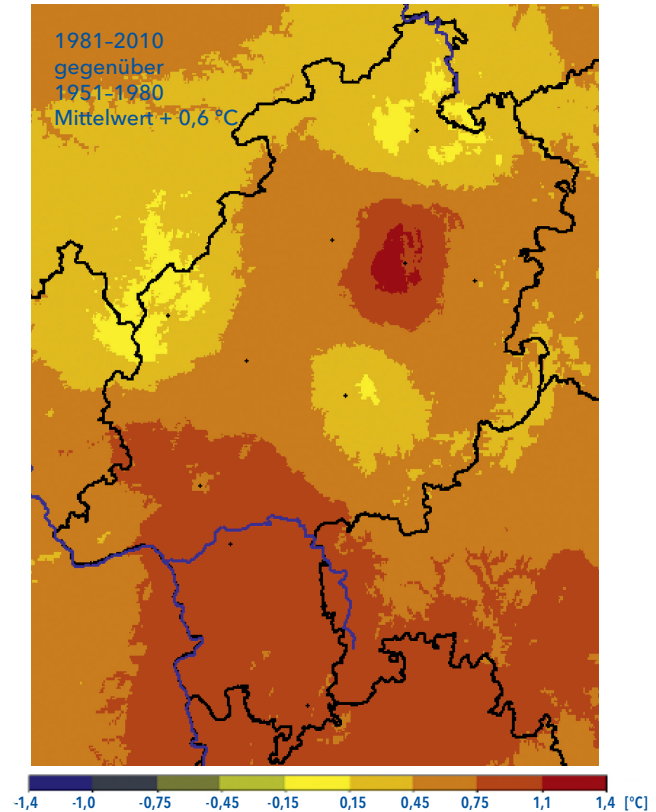 1981–2010
gegenüber
1951–1980
Mittelwert + 0,6 °C
-1,4 -1,0 -0,75 -0,45 -0,15 0,15 0,45 0,75 1,1 1,4 [°C]